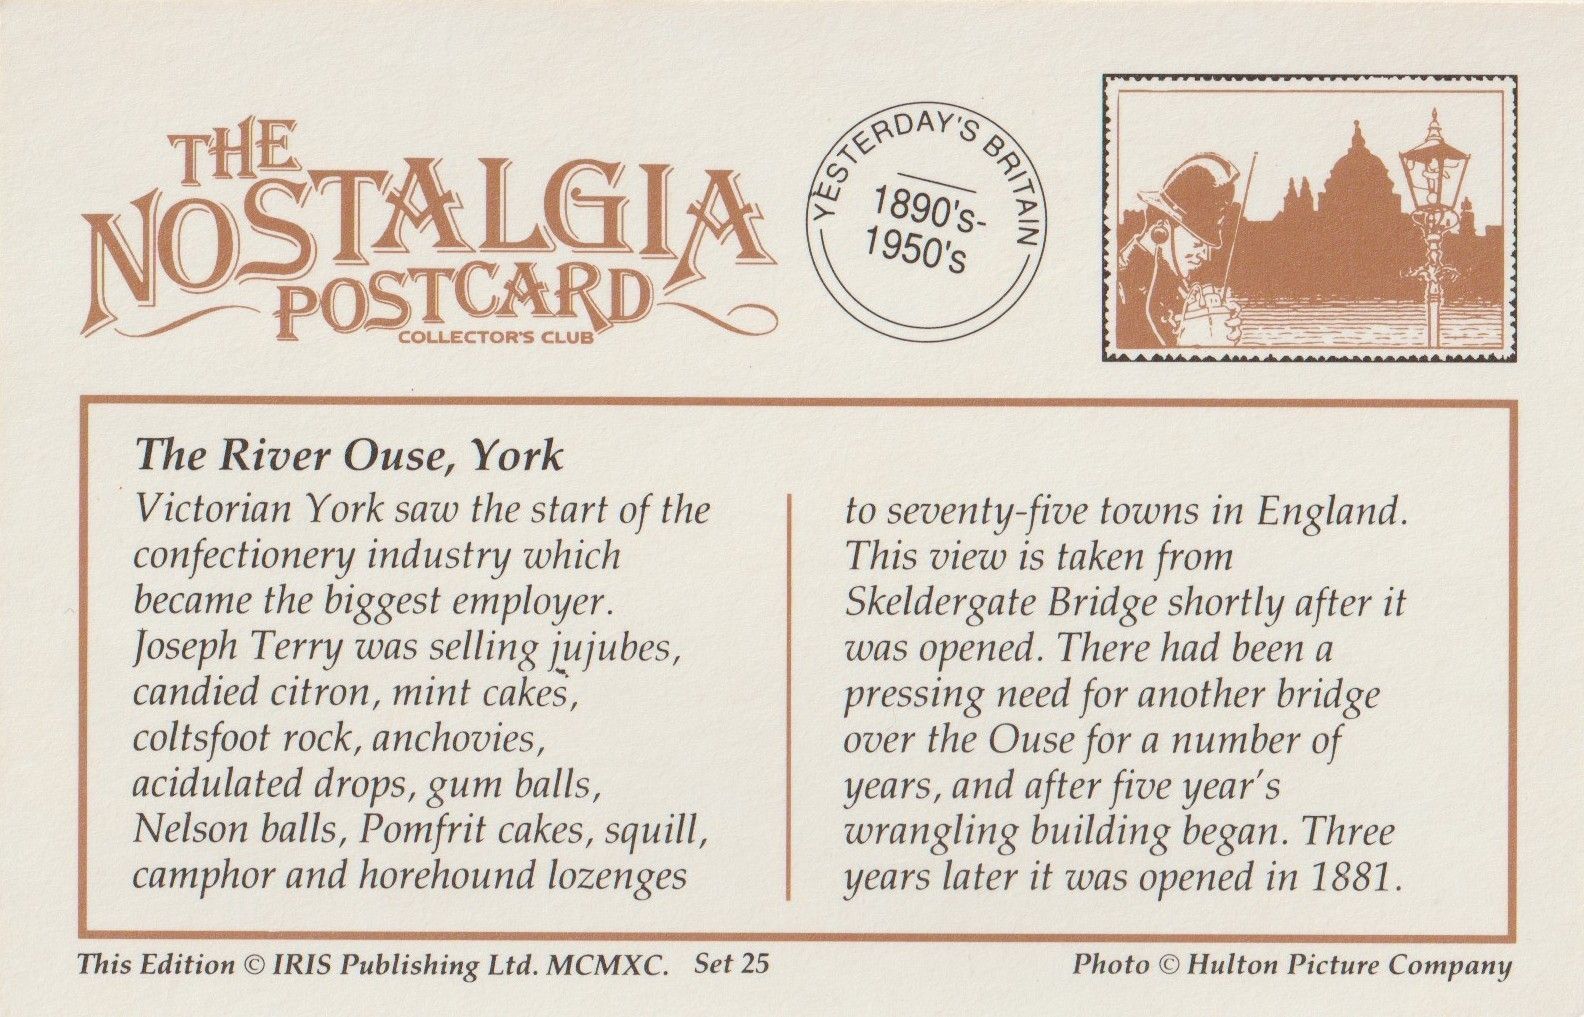 THE
NOSTALGIA
POSTCARD
COLLECTOR'S CLUB
YESTERDAY'S BRITAIN
1890's-
1950's
The River Ouse, York
Victorian York saw the start of the
confectionery industry which
became the biggest employer.
Joseph Terry was selling jujubes,
candied citron, mint cakes,
coltsfoot rock, anchovies,
acidulated drops, gum balls,
Nelson balls, Pomfrit cakes, squill,
camphor and horehound lozenges
to seventy-five towns in England.
This view is taken from
Skeldergate Bridge shortly after it
was opened. There had been a
pressing need for another bridge
over the Ouse for a number of
years, and after five year's
wrangling building began. Three
years later it was opened in 1881.
This Edition © IRIS Publishing Ltd. MCMXC. Set 25
Photo © Hulton Picture Company